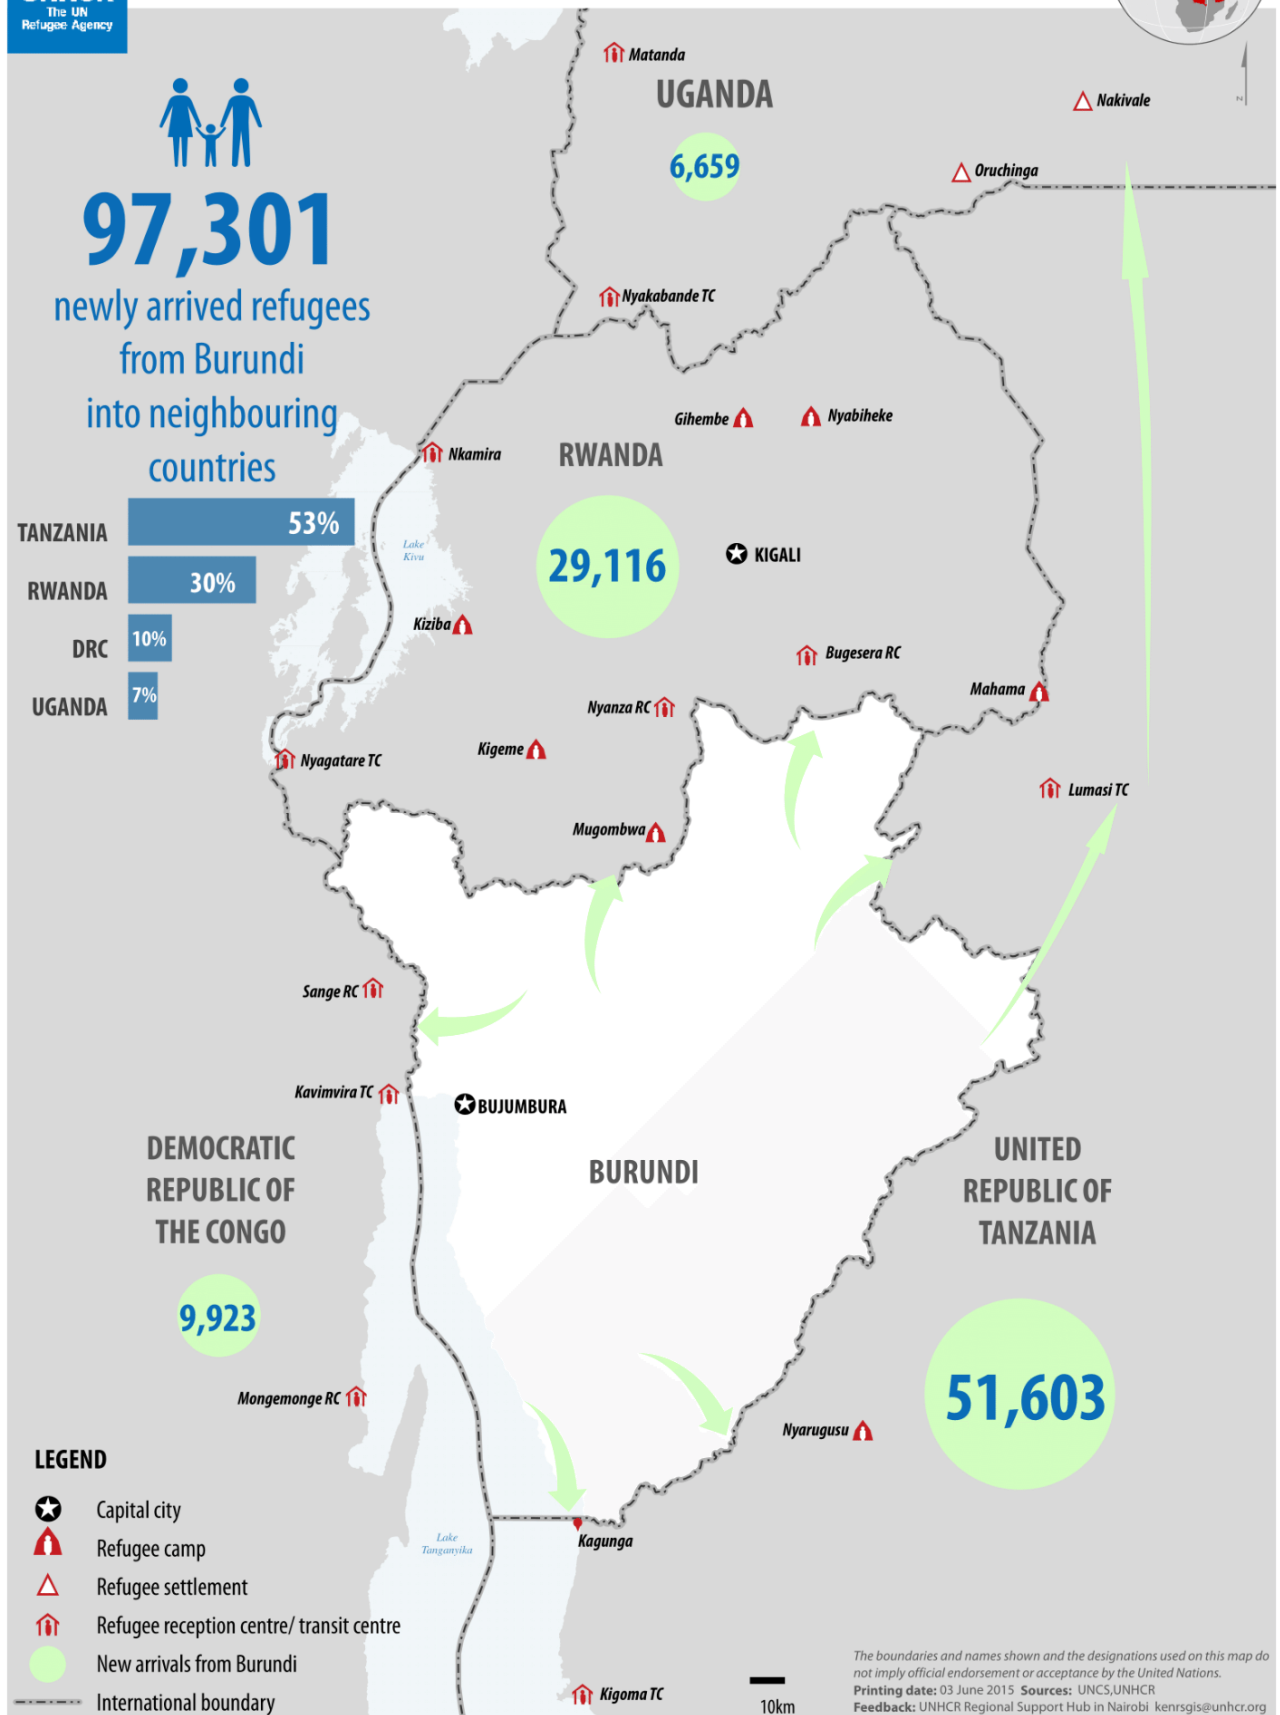 The UN
Refugee Agency
97,301
newly arrived refugees
from Burundi
into neighbouring
countries
TANZANIA 53%
RWANDA 30%
DRC 10%
UGANDA 7%
Matanda
UGANDA
6,659
Nakivale
N
Oruchinga
Nyakabande TC
Gihembe
Nyabiheke
Nkamira
RWANDA
29,116
Lake
Kivu
KIGALI
Kiziba
Bugesera RC
Mahama
Nyanza RC
Kigeme
Nyagatare TC
Lumasi TC
Mugombwa
Sange RC
Kavimvira TC
BUJUMBURA
DEMOCRATIC
REPUBLIC OF
THE CONGO
9,923
BURUNDI
UNITED
REPUBLIC OF
TANZANIA
51,603
Mongemonge RC
Nyarugusu
Lake
Tanganyika
Kagunga
Kigoma TC
LEGEND
Capital city
Refugee camp
Refugee settlement
Refugee reception centre/ transit centre
New arrivals from Burundi
International boundary
10km
The boundaries and names shown and the designations used on this map do
not imply official endorsement or acceptance by the United Nations.
Printing date: 03 June 2015 Sources: UNCS,UNHCR
Feedback: UNHCR Regional Support Hub in Nairobi kenrsgis@unhcr.org